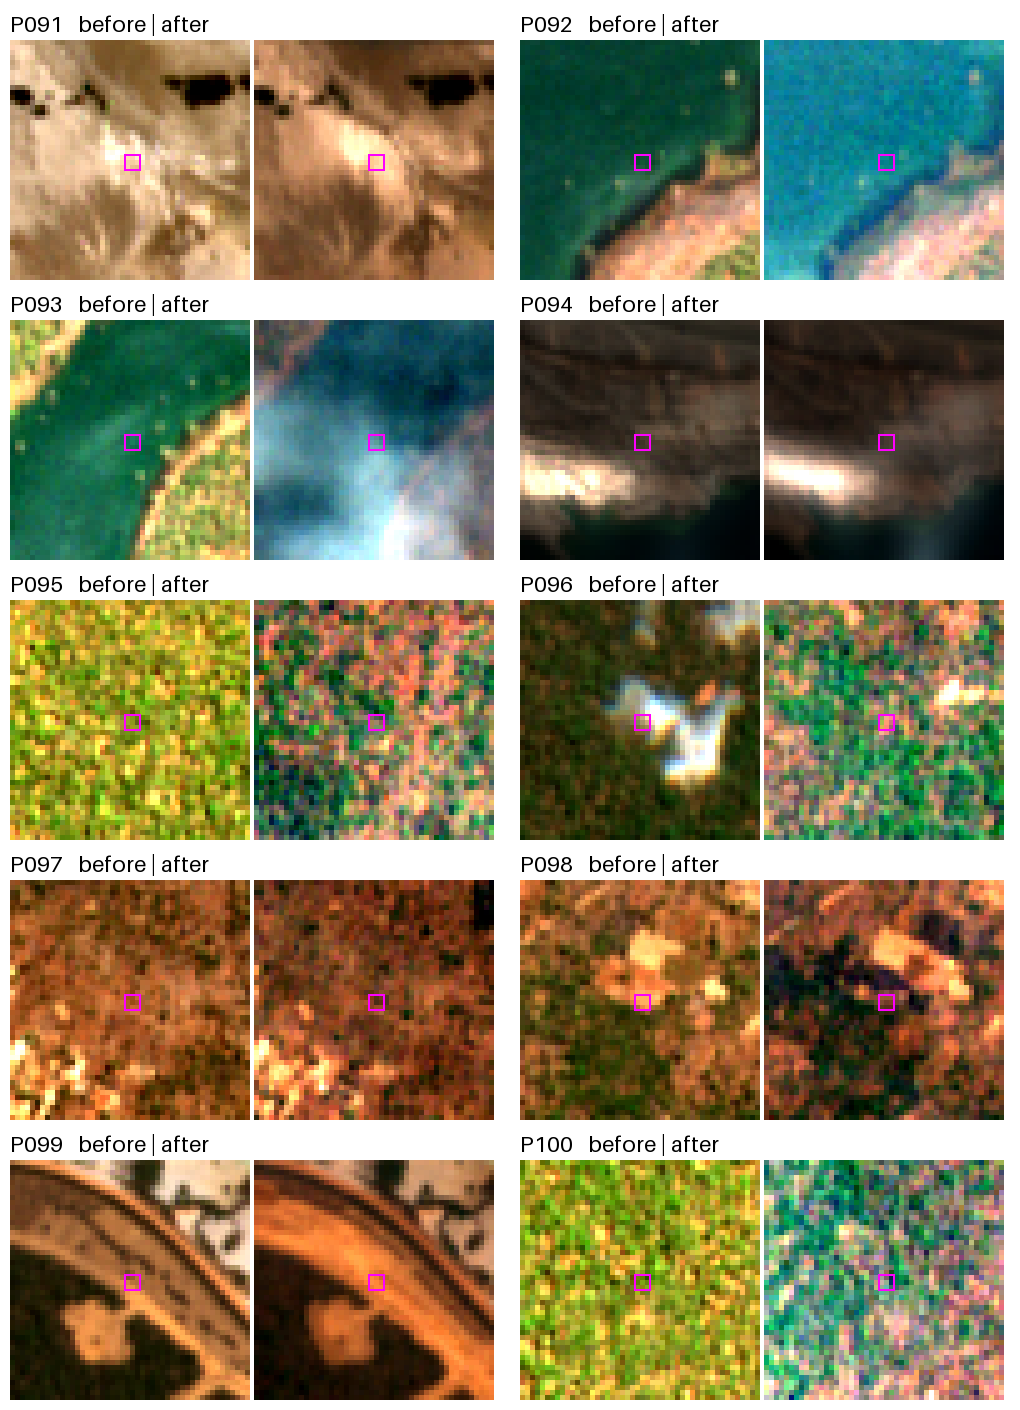 P091 before | after
P092 before | after
P093 before | after
P094 before | after
P095 before | after
P096 before | after
P097 before | after
P098 before | after
P099 before | after
P100 before | after